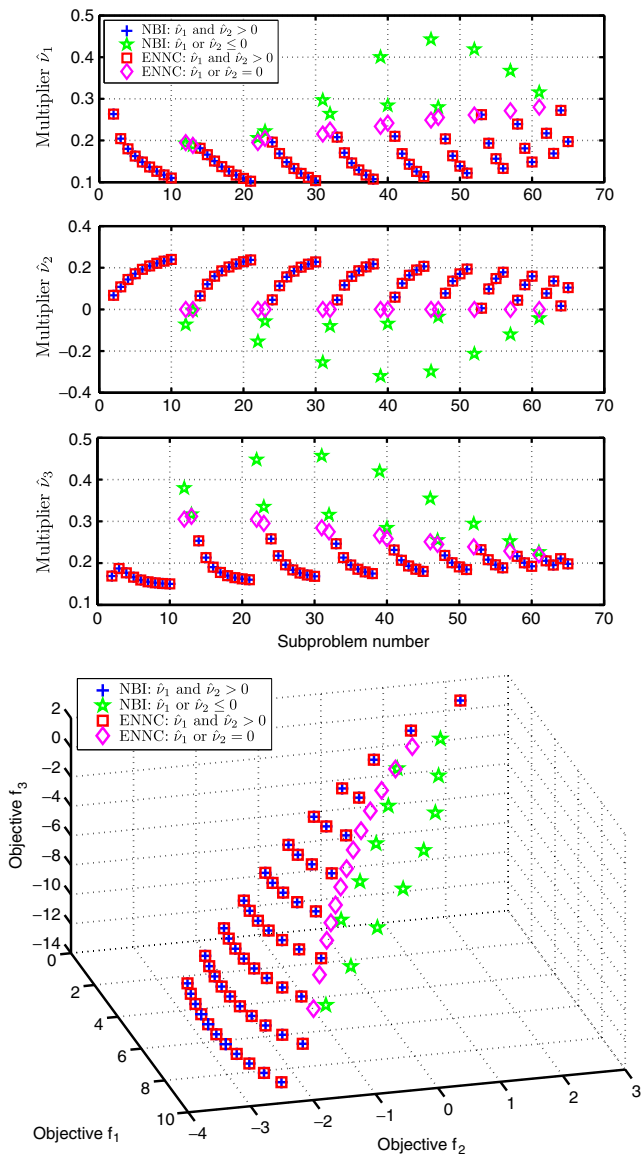 Multiplier ν̂₁
0.5
0.4
0.3
0.2
0.1
NBI: ν̂₁ and ν̂₂ > 0
NBI: ν̂₁ or ν̂₂ ≤ 0
ENNC: ν̂₁ and ν̂₂ > 0
ENNC: ν̂₁ or ν̂₂ = 0
0 10 20 30 40 50 60 70
Multiplier ν̂₂
0.4
0.2
0
−0.2
−0.4
0 10 20 30 40 50 60 70
Multiplier ν̂₃
0.5
0.4
0.3
0.2
0.1
0 10 20 30 40 50 60 70
Subproblem number
NBI: ν̂₁ and ν̂₂ > 0
NBI: ν̂₁ or ν̂₂ ≤ 0
ENNC: ν̂₁ and ν̂₂ > 0
ENNC: ν̂₁ or ν̂₂ = 0
Objective f₃
2
0
−2
−4
−6
−8
−10
−12
−14
0
2
4
6
8
10
Objective f₁
−4 −3 −2 −1 0 1 2 3
Objective f₂